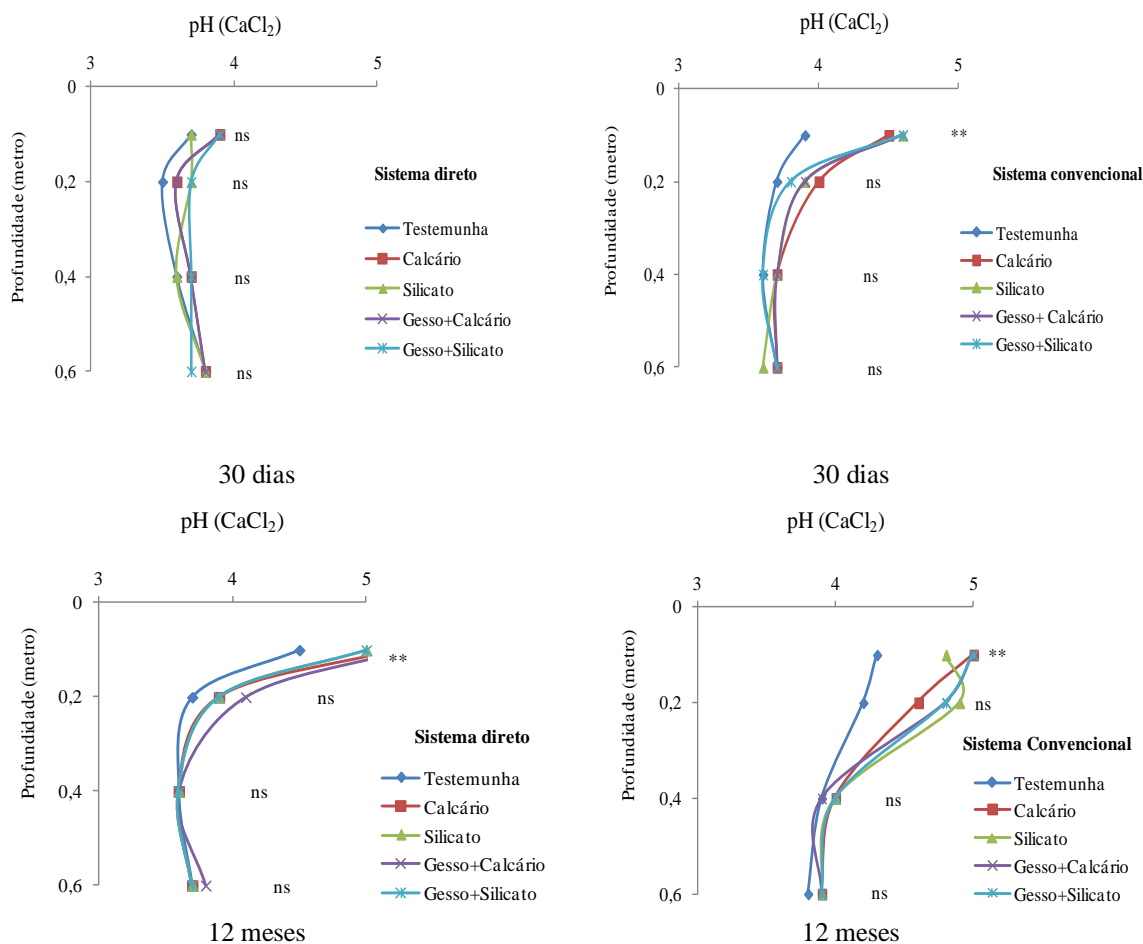 pH (CaCl₂)
3 4 5
0
0,2
0,4
0,6
Profundidade (metro)
ns
ns
ns
ns
Sistema direto
Testemunha
Calcário
Silicato
Gesso+Calcário
Gesso+Silicato
30 dias
pH (CaCl₂)
3 4 5
0
0,2
0,4
0,6
Profundidade (metro)
**
ns
ns
ns
Sistema convencional
Testemunha
Calcário
Silicato
Gesso+ Calcário
Gesso+Silicato
30 dias
pH (CaCl₂)
3 4 5
0
0,2
0,4
0,6
Profundidade (metro)
**
ns
ns
ns
Sistema direto
Testemunha
Calcário
Silicato
Gesso+Calcário
Gesso+Silicato
12 meses
pH (CaCl₂)
3 4 5
0
0,2
0,4
0,6
Profundidade (metro)
**
ns
ns
ns
Sistema Convencional
Testemunha
Calcário
Silicato
Gesso+Calcário
Gesso+Silicato
12 meses